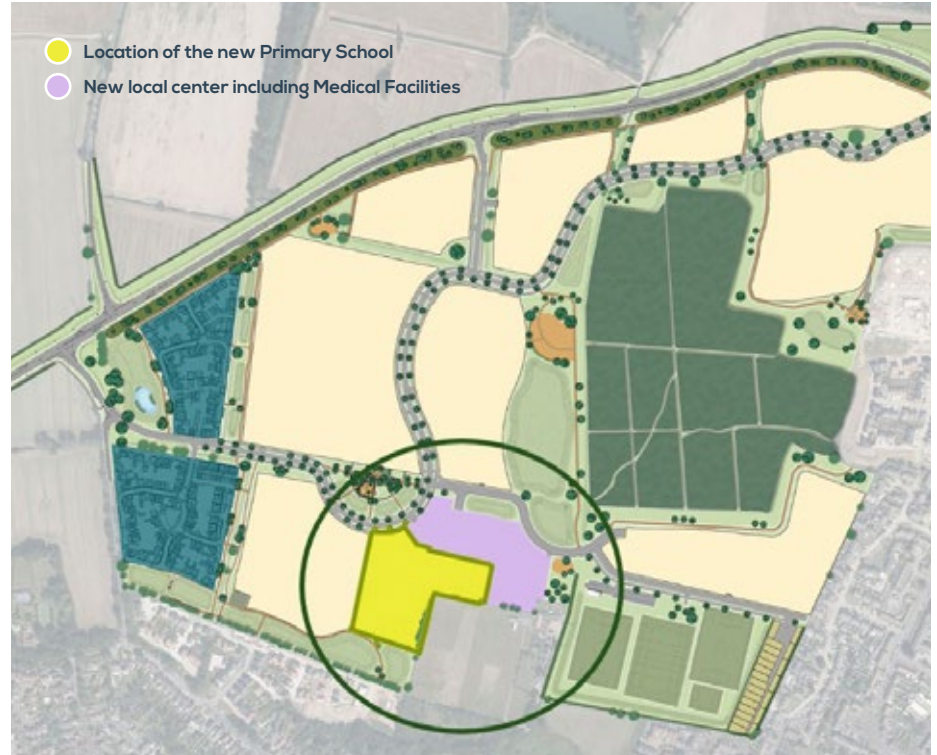 Location of the new Primary School
New local center including Medical Facilities